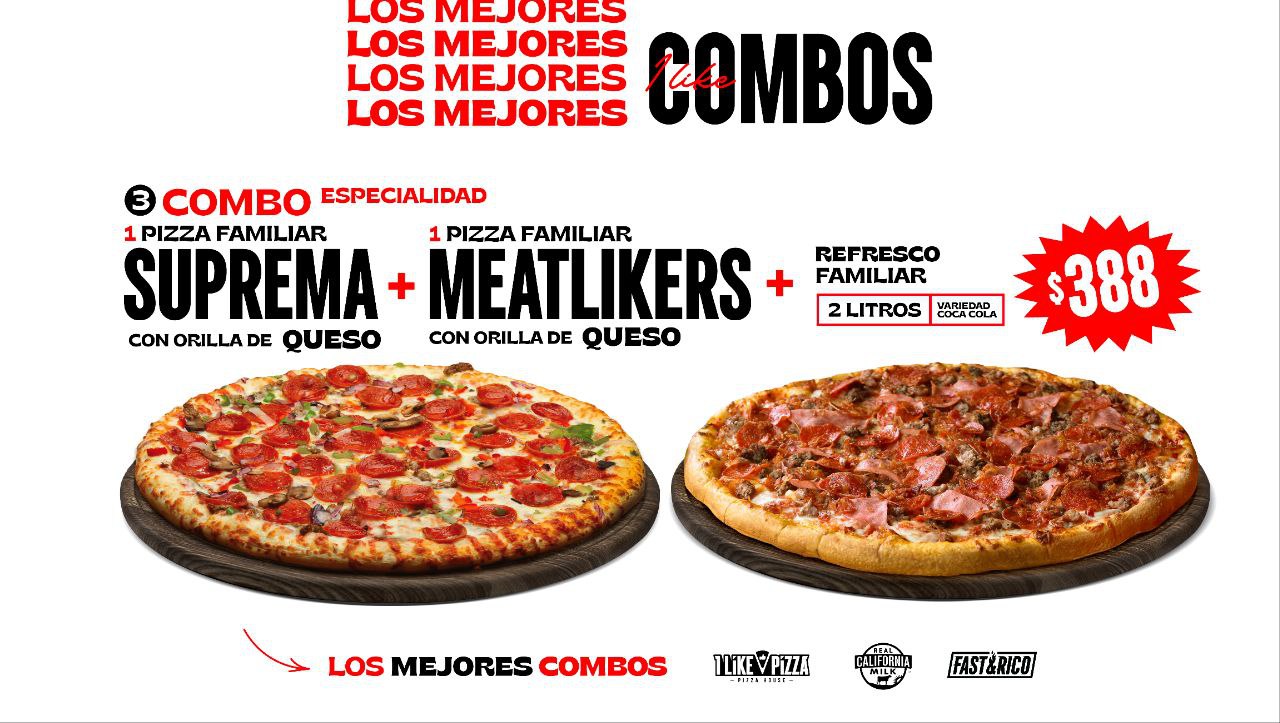 LOS MEJORES
LOS MEJORES
LOS MEJORES
LOS MEJORES
I like
COMBOS
3 COMBO ESPECIALIDAD
1 PIZZA FAMILIAR
SUPREMA
CON ORILLA DE QUESO
+
1 PIZZA FAMILIAR
MEATLIKERS
CON ORILLA DE QUESO
+
REFRESCO
FAMILIAR
2 LITROS
VARIEDAD
COCA COLA
$388
LOS MEJORES COMBOS
1 LIKE PIZZA
- PIZZA HOUSE -
REAL
CALIFORNIA
MILK
FAST&RICO